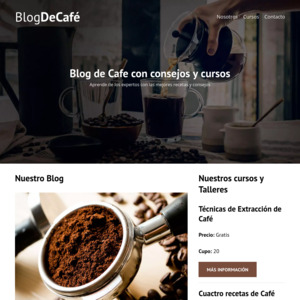 BlogDeCafé
Nosotros Cursos Contacto
Blog de Cafe con consejos y cursos
Aprende de los expertos con las mejores recetas y consejos
Nuestro Blog
Nuestros cursos y
Talleres
Técnicas de Extracción de
Café
Precio: Gratis
Cupo: 20
MÁS INFORMACIÓN
Cuatro recetas de Café